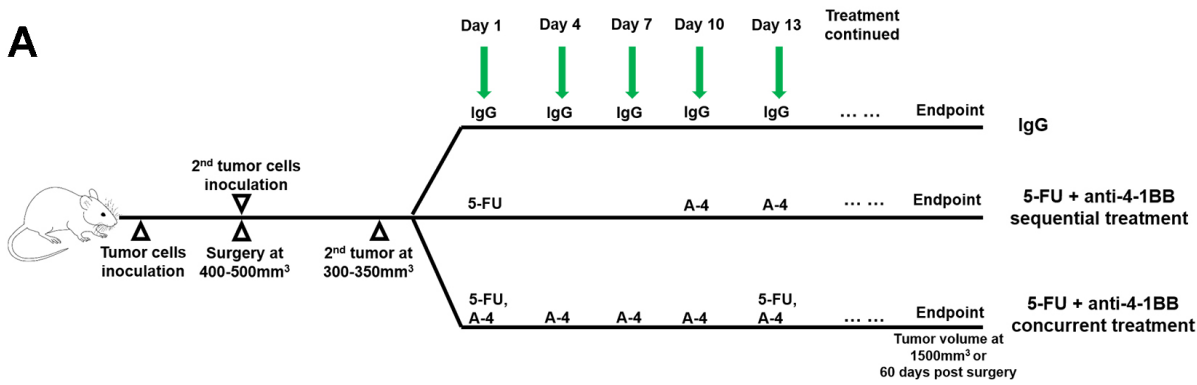 A
Day 1 Day 4 Day 7 Day 10 Day 13 Treatment
continued
IgG IgG IgG IgG IgG ... ... Endpoint IgG
2nd tumor cells
inoculation
5-FU A-4 A-4 ... ... Endpoint 5-FU + anti-4-1BB
sequential treatment
Tumor cells
inoculation
Surgery at
400-500mm3
2nd tumor at
300-350mm3
5-FU,
A-4 A-4 A-4 A-4 5-FU,
A-4 ... ... Endpoint 5-FU + anti-4-1BB
concurrent treatment
Tumor volume at
1500mm3 or
60 days post surgery